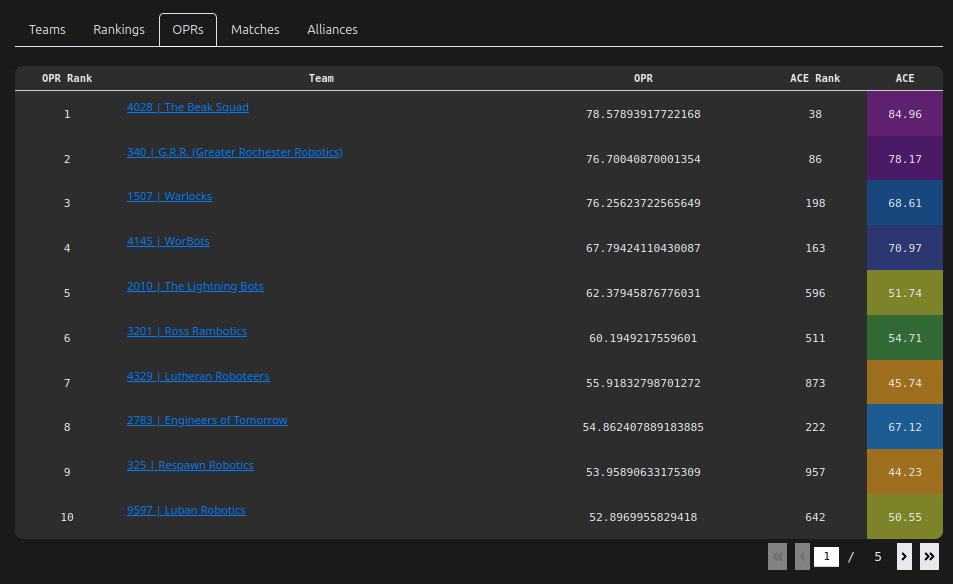 Teams Rankings OPRs Matches Alliances
OPR Rank Team OPR ACE Rank ACE
1 4028 | The Beak Squad 78.57893917722168 38 84.96
2 340 | G.R.R. (Greater Rochester Robotics) 76.70040870001354 86 78.17
3 1507 | Warlocks 76.25623722565649 198 68.61
4 4145 | WorBots 67.79424110430087 163 70.97
5 2010 | The Lightning Bots 62.37945876776031 596 51.74
6 3201 | Ross Rambotics 60.1949217559601 511 54.71
7 4329 | Lutheran Roboteers 55.91832798701272 873 45.74
8 2783 | Engineers of Tomorrow 54.862407889183885 222 67.12
9 325 | Respawn Robotics 53.95890633175309 957 44.23
10 9597 | Luban Robotics 52.8969955829418 642 50.55
« ‹ 1 / 5 › »